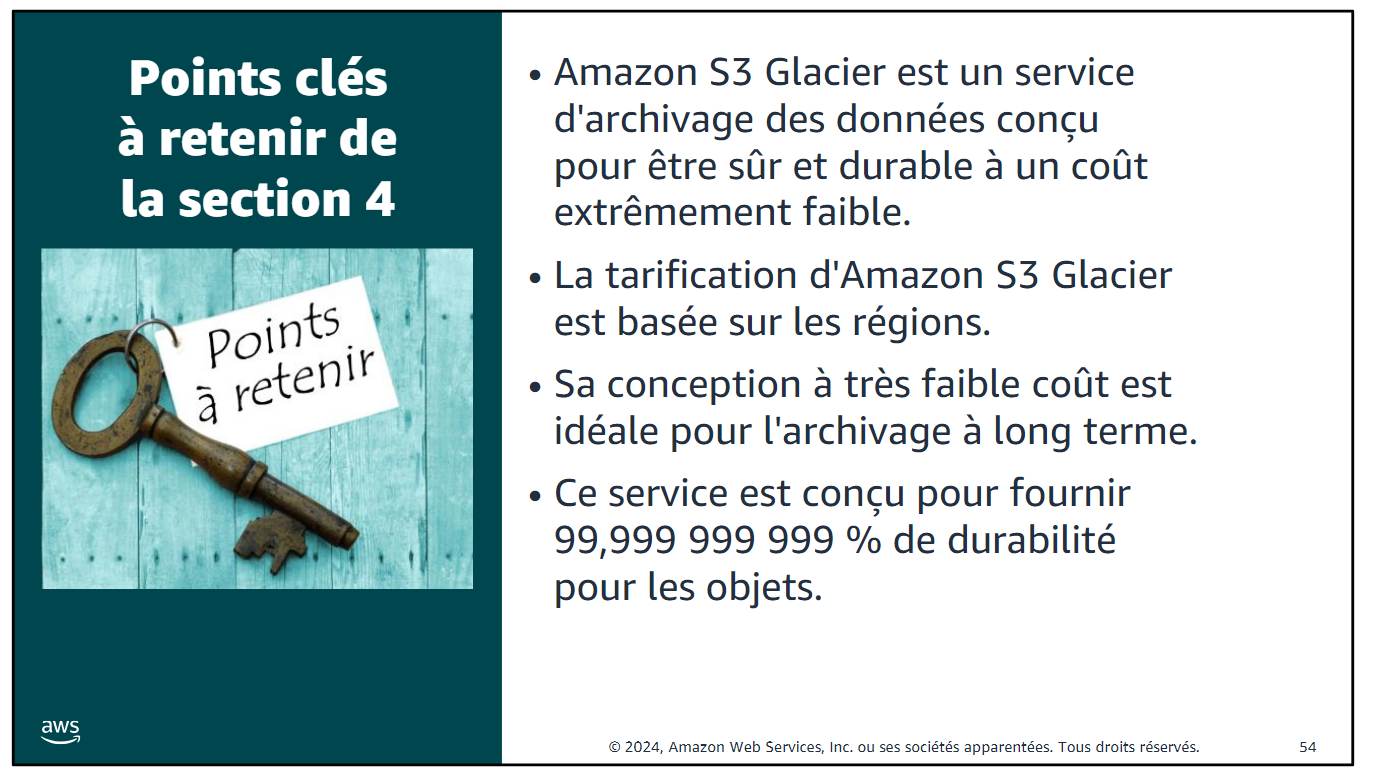 Points clés
à retenir de
la section 4
Points
à retenir
• Amazon S3 Glacier est un service
d'archivage des données conçu
pour être sûr et durable à un coût
extrêmement faible.
• La tarification d'Amazon S3 Glacier
est basée sur les régions.
• Sa conception à très faible coût est
idéale pour l'archivage à long terme.
• Ce service est conçu pour fournir
99,999 999 999 % de durabilité
pour les objets.
aws
© 2024, Amazon Web Services, Inc. ou ses sociétés apparentées. Tous droits réservés.
54